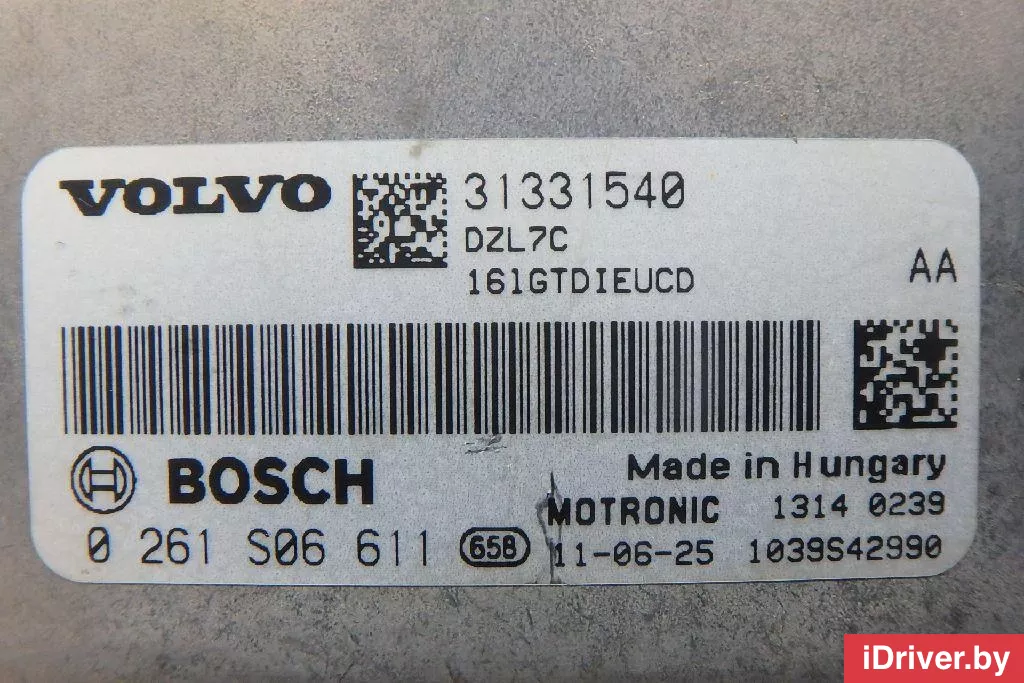 VOLVO 31331540
DZL7C
161GTDIEUCD
AA
BOSCH
Made in Hungary
MOTRONIC 1314 0239
0 261 S06 611 658 11-06-25 1039S42990
iDriver.by